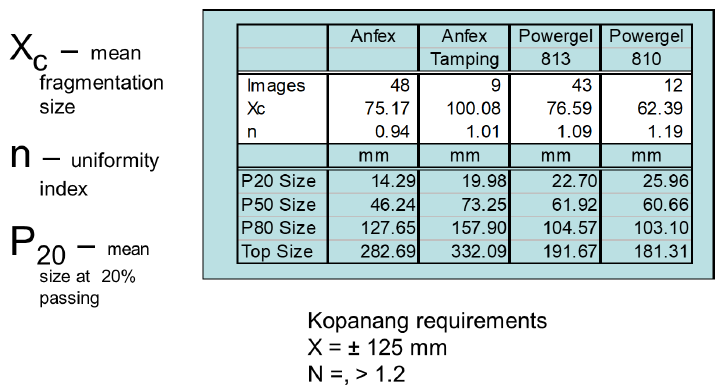 Xc – mean
fragmentation
size
n – uniformity
index
P20 – mean
size at 20%
passing
Anfex Anfex Powergel Powergel
Tamping 813 810
Images 48 9 43 12
Xc 75.17 100.08 76.59 62.39
n 0.94 1.01 1.09 1.19
mm mm mm mm
P20 Size 14.29 19.98 22.70 25.96
P50 Size 46.24 73.25 61.92 60.66
P80 Size 127.65 157.90 104.57 103.10
Top Size 282.69 332.09 191.67 181.31
Kopanang requirements
X = ± 125 mm
N =, > 1.2